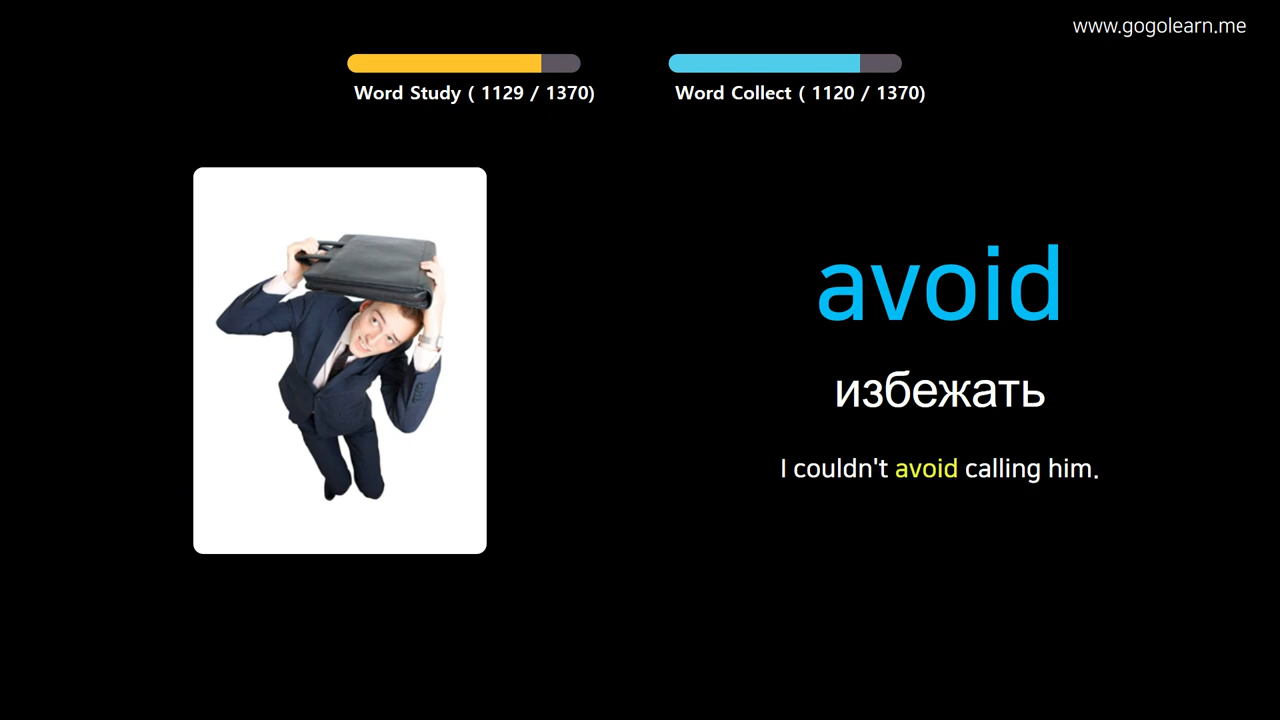 www.gogolearn.me
Word Study ( 1129 / 1370)
Word Collect ( 1120 / 1370)
avoid
избежать
I couldn't avoid calling him.